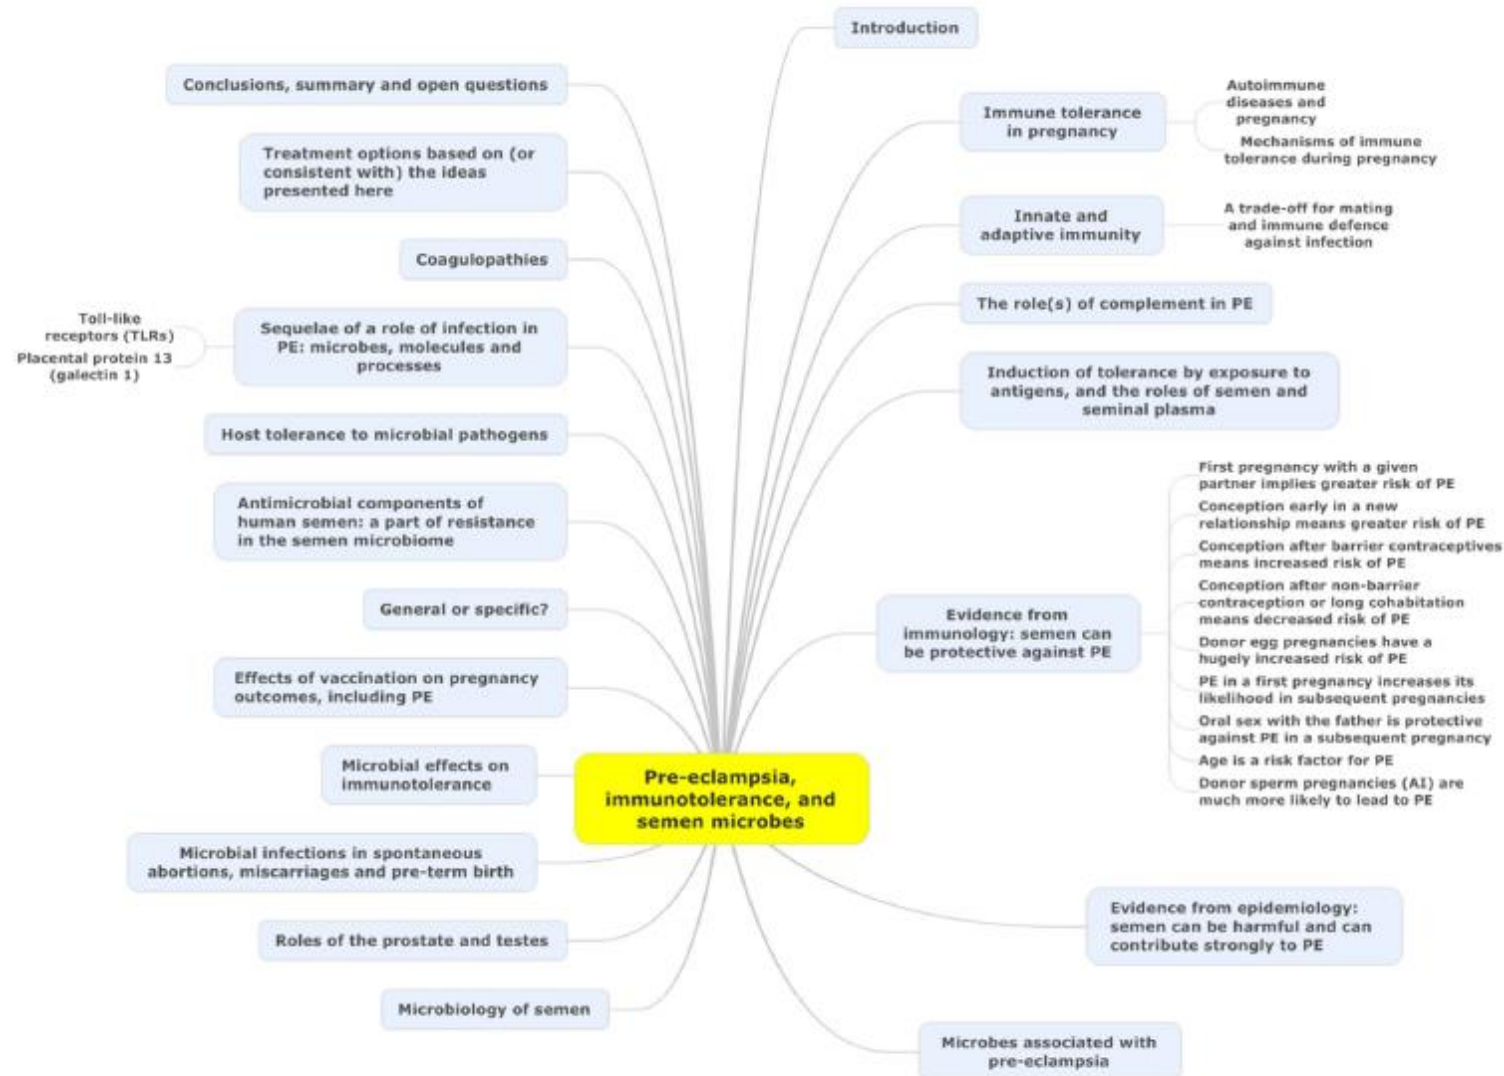 Introduction
Conclusions, summary and open questions
Autoimmune
diseases and
pregnancy
Immune tolerance
in pregnancy
Mechanisms of immune
tolerance during pregnancy
Treatment options based on (or
consistent with) the ideas
presented here
Innate and
adaptive immunity
A trade-off for mating
and immune defence
against infection
Coagulopathies
The role(s) of complement in PE
Toll-like
receptors (TLRs)
Placental protein 13
(galectin 1)
Sequelae of a role of infection in
PE: microbes, molecules and
processes
Induction of tolerance by exposure to
antigens, and the roles of semen and
seminal plasma
Host tolerance to microbial pathogens
Antimicrobial components of
human semen: a part of resistance
in the semen microbiome
General or specific?
Evidence from
immunology: semen can
be protective against PE
First pregnancy with a given
partner implies greater risk of PE
Conception early in a new
relationship means greater risk of PE
Conception after barrier contraceptives
means increased risk of PE
Conception after non-barrier
contraception or long cohabitation
means decreased risk of PE
Donor egg pregnancies have a
hugely increased risk of PE
PE in a first pregnancy increases its
likelihood in subsequent pregnancies
Oral sex with the father is protective
against PE in a subsequent pregnancy
Age is a risk factor for PE
Donor sperm pregnancies (AI) are
much more likely to lead to PE
Effects of vaccination on pregnancy
outcomes, including PE
Microbial effects on
immunotolerance
Pre-eclampsia,
immunotolerance, and
semen microbes
Microbial infections in spontaneous
abortions, miscarriages and pre-term birth
Evidence from epidemiology:
semen can be harmful and can
contribute strongly to PE
Roles of the prostate and testes
Microbiology of semen
Microbes associated with
pre-eclampsia